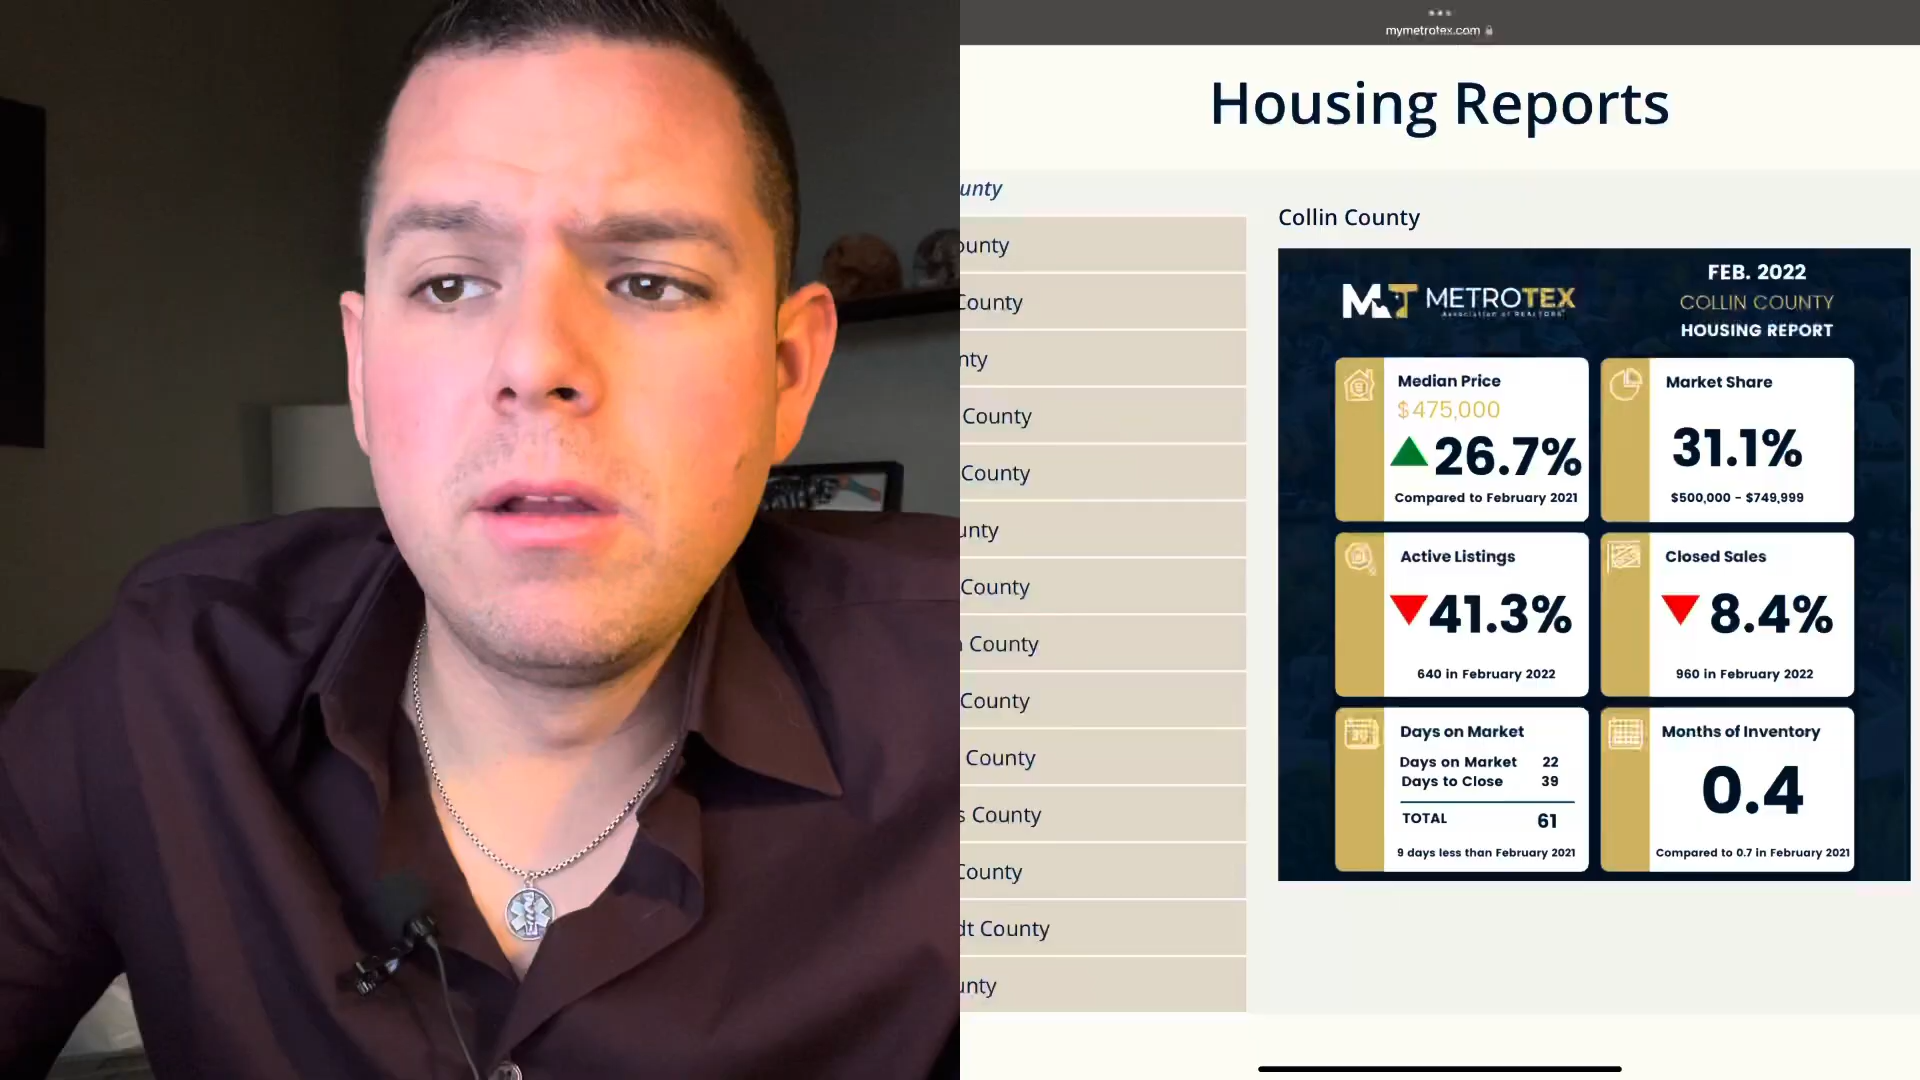 mymetrotex.com
Housing Reports
unty
ounty
County
nty
County
County
unty
County
County
County
County
s County
County
dt County
unty
Collin County
METROTEX
Association of REALTORS
FEB. 2022
COLLIN COUNTY
HOUSING REPORT
Median Price
$475,000
26.7%
Compared to February 2021
Market Share
31.1%
$500,000 - $749,999
Active Listings
41.3%
640 in February 2022
Closed Sales
8.4%
960 in February 2022
Days on Market
Days on Market 22
Days to Close 39
TOTAL 61
9 days less than February 2021
Months of Inventory
0.4
Compared to 0.7 in February 2021